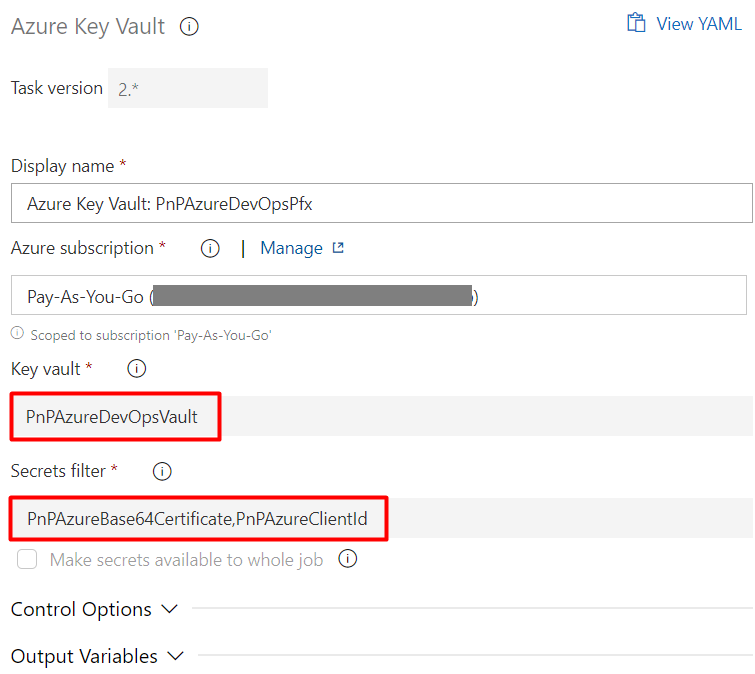 Azure Key Vault
View YAML
Task version 2.*
Display name *
Azure Key Vault: PnPAzureDevOpsPfx
Azure subscription * | Manage
Pay-As-You-Go ( )
Scoped to subscription 'Pay-As-You-Go'
Key vault *
PnPAzureDevOpsVault
Secrets filter *
PnPAzureBase64Certificate,PnPAzureClientId
Make secrets available to whole job
Control Options
Output Variables